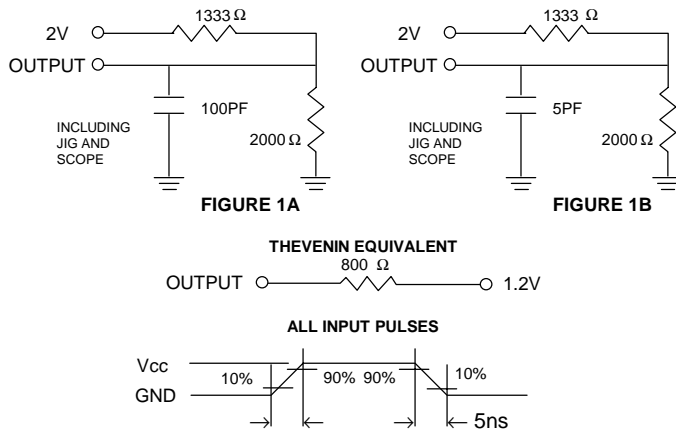 1333 Ω
2V
OUTPUT
100PF
INCLUDING
JIG AND
SCOPE
2000 Ω
FIGURE 1A
1333 Ω
2V
OUTPUT
5PF
INCLUDING
JIG AND
SCOPE
2000 Ω
FIGURE 1B
THEVENIN EQUIVALENT
800 Ω
OUTPUT 1.2V
ALL INPUT PULSES
Vcc
GND
10% 90% 90% 10%
5ns